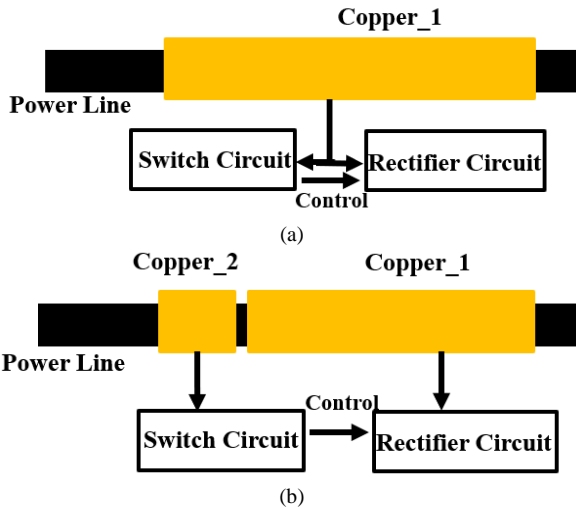 Copper_1
Power Line
Switch Circuit
Rectifier Circuit
Control
(a)
Copper_2
Copper_1
Power Line
Control
Switch Circuit
Rectifier Circuit
(b)